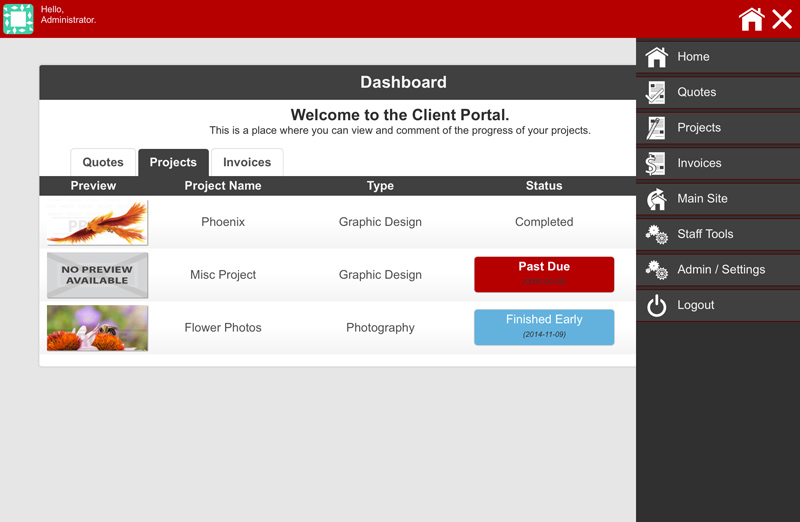 Hello,
Administrator.
Dashboard
Welcome to the Client Portal.
This is a place where you can view and comment of the progress of your projects.
Quotes Projects Invoices
Preview Project Name Type Status
Phoenix Graphic Design Completed
NO PREVIEW
AVAILABLE
Misc Project Graphic Design Past Due
Flower Photos Photography Finished Early
(2014-11-09)
Home
Quotes
Projects
Invoices
Main Site
Staff Tools
Admin / Settings
Logout